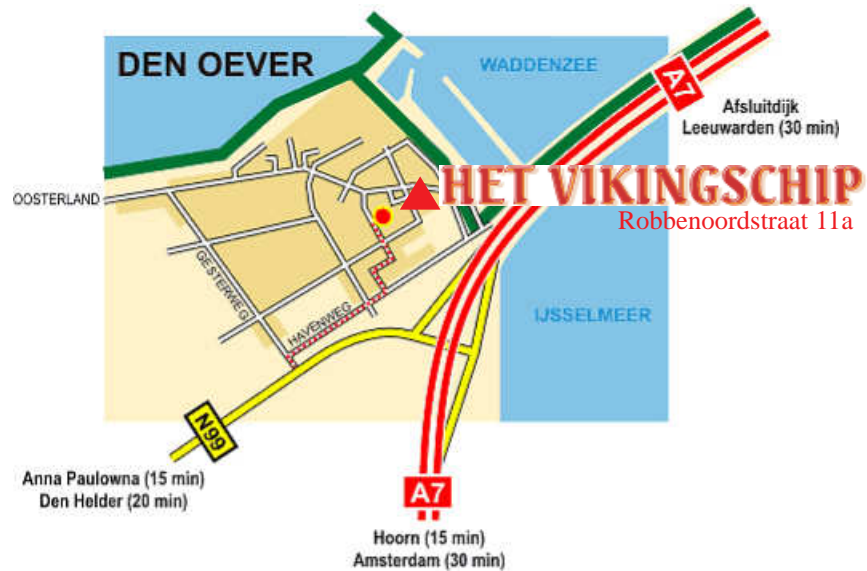 DEN OEVER
WADDENZEE
A7
Afsluitdijk
Leeuwarden (30 min)
OOSTERLAND
HET VIKINGSCHIP
Robbenoordstraat 11a
GESTERWEG
HAVENWEG
IJSSELMEER
N99
Anna Paulowna (15 min)
Den Helder (20 min)
A7
Hoorn (15 min)
Amsterdam (30 min)